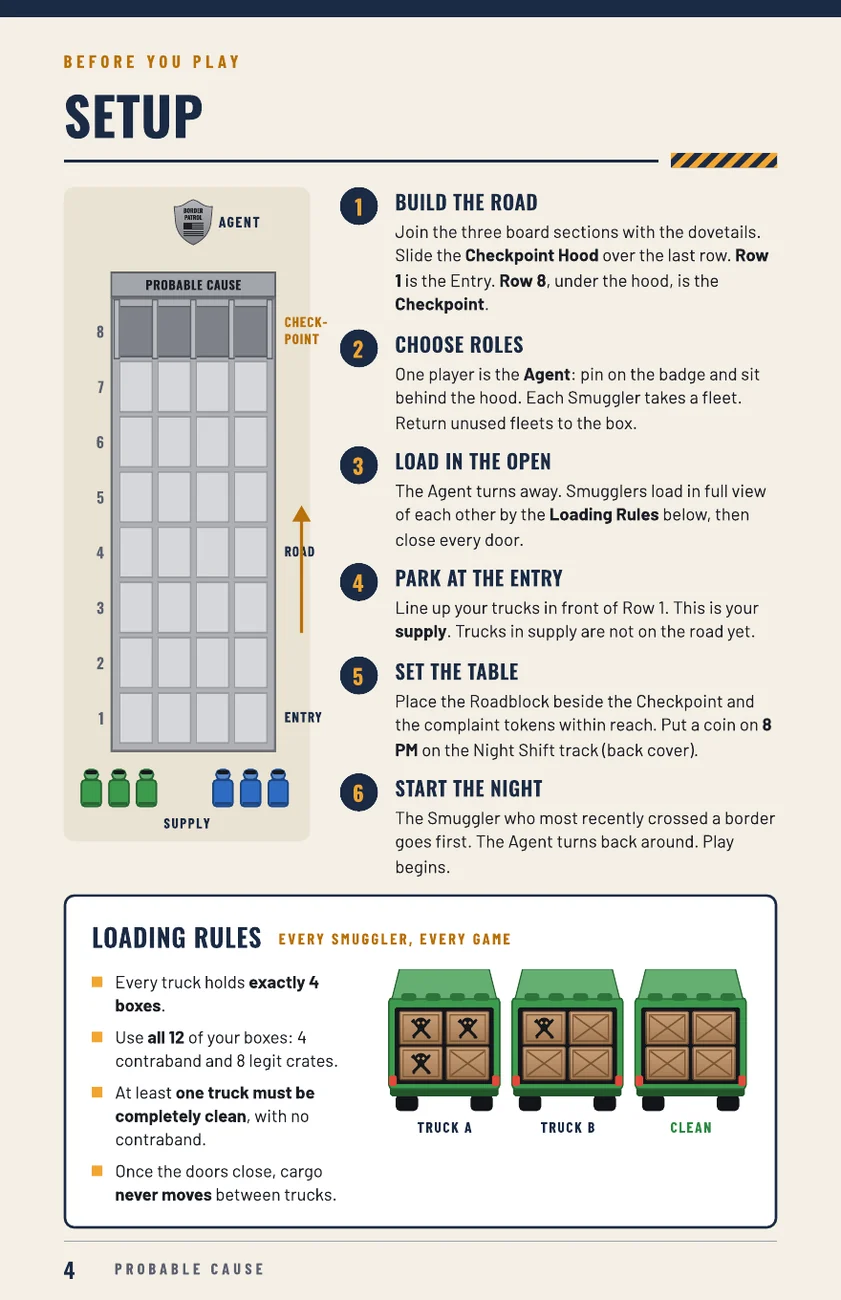 BEFORE YOU PLAY
SETUP
BORDER
PATROL
AGENT
PROBABLE CAUSE
8
CHECK-
POINT
7
6
5
4
ROAD
3
2
1
ENTRY
SUPPLY
1
BUILD THE ROAD
Join the three board sections with the dovetails.
Slide the Checkpoint Hood over the last row. Row
1 is the Entry. Row 8, under the hood, is the
Checkpoint.
2
CHOOSE ROLES
One player is the Agent: pin on the badge and sit
behind the hood. Each Smuggler takes a fleet.
Return unused fleets to the box.
3
LOAD IN THE OPEN
The Agent turns away. Smugglers load in full view
of each other by the Loading Rules below, then
close every door.
4
PARK AT THE ENTRY
Line up your trucks in front of Row 1. This is your
supply. Trucks in supply are not on the road yet.
5
SET THE TABLE
Place the Roadblock beside the Checkpoint and
the complaint tokens within reach. Put a coin on 8
PM on the Night Shift track (back cover).
6
START THE NIGHT
The Smuggler who most recently crossed a border
goes first. The Agent turns back around. Play
begins.
LOADING RULES EVERY SMUGGLER, EVERY GAME
Every truck holds exactly 4
boxes.
Use all 12 of your boxes: 4
contraband and 8 legit crates.
At least one truck must be
completely clean, with no
contraband.
Once the doors close, cargo
never moves between trucks.
TRUCK A
TRUCK B
CLEAN
4 PROBABLE CAUSE